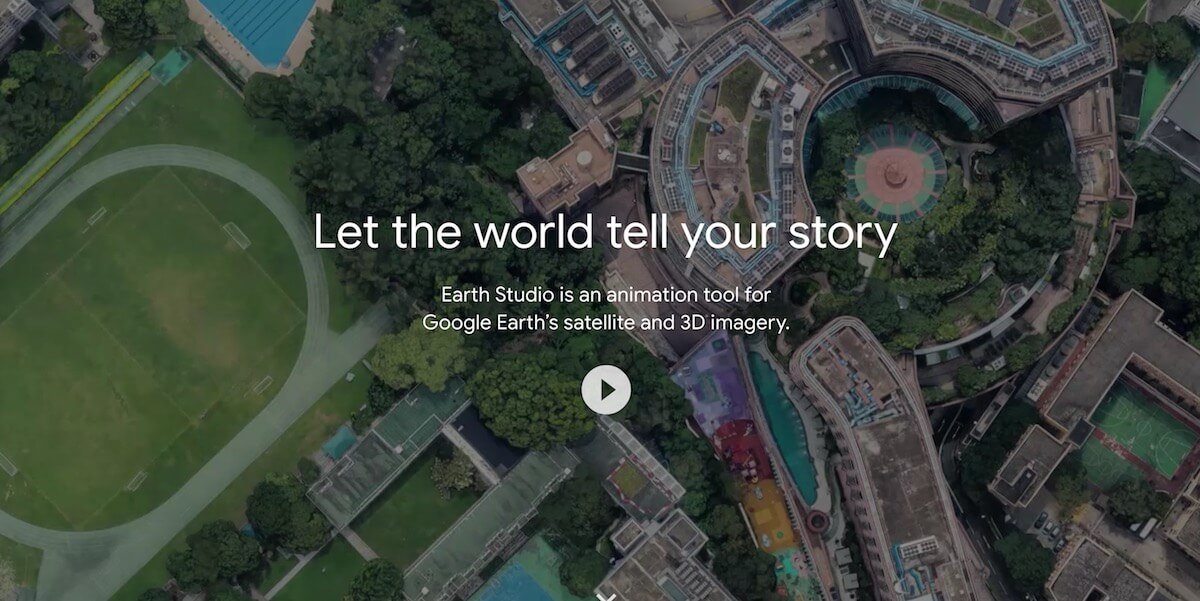 Let the world tell your story
Earth Studio is an animation tool for
Google Earth’s satellite and 3D imagery.